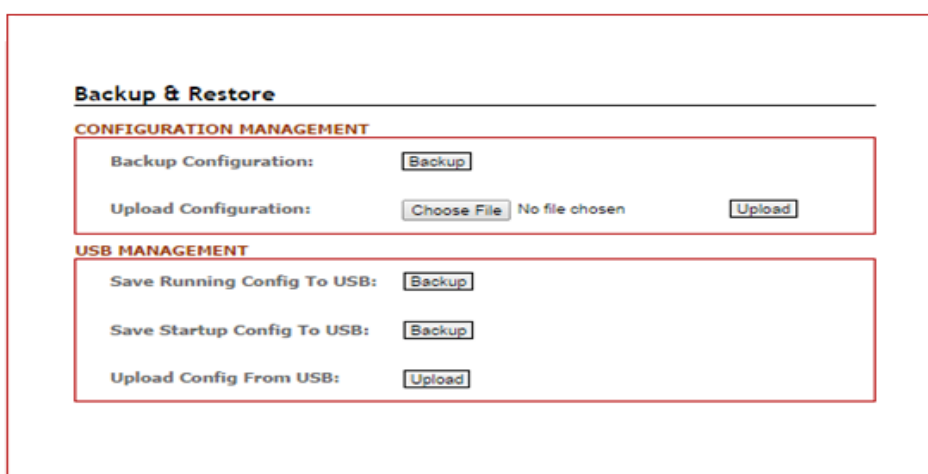 Backup & Restore
CONFIGURATION MANAGEMENT
Backup Configuration: Backup
Upload Configuration: Choose File No file chosen Upload
USB MANAGEMENT
Save Running Config To USB: Backup
Save Startup Config To USB: Backup
Upload Config From USB: Upload